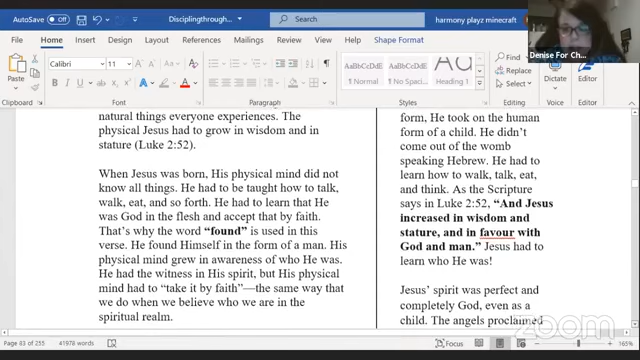 AutoSave
Off
Disciplingthrough...
Search
harmony playz minecraft
Denise For Ch...
File
Home
Insert
Draw
Design
Layout
References
Mailings
Review
View
Help
Shape Format
Paste
Clipboard
Calibri
11
Font
Paragraph
AaBbCcDdE
¶ Normal
AaBbCcDdE
¶ No Spaci...
AaBbC
Heading 1
Styles
Find
Replace
Select
Editing
Dictate
Voice
Editor
Editor
natural things everyone experiences. The
physical Jesus had to grow in wisdom and in
stature (Luke 2:52).
When Jesus was born, His physical mind did not
know all things. He had to be taught how to talk,
walk, eat, and so forth. He had to learn that He
was God in the flesh and accept that by faith.
That's why the word "found" is used in this
verse. He found Himself in the form of a man. His
physical mind grew in awareness of who He was.
He had the witness in His spirit, but His physical
mind had to "take it by faith"—the same way that
we do when we believe who we are in the
spiritual realm.
form, He took on the human
form of a child. He didn't
come out of the womb
speaking Hebrew. He had to
learn how to walk, talk, eat,
and think. As the Scripture
says in Luke 2:52, "And Jesus
increased in wisdom and
stature, and in favour with
God and man." Jesus had to
learn who He was!
Jesus' spirit was perfect and
completely God, even as a
child. The angels proclaimed
Page 83 of 255
41978 words
Focus
165%
zoom